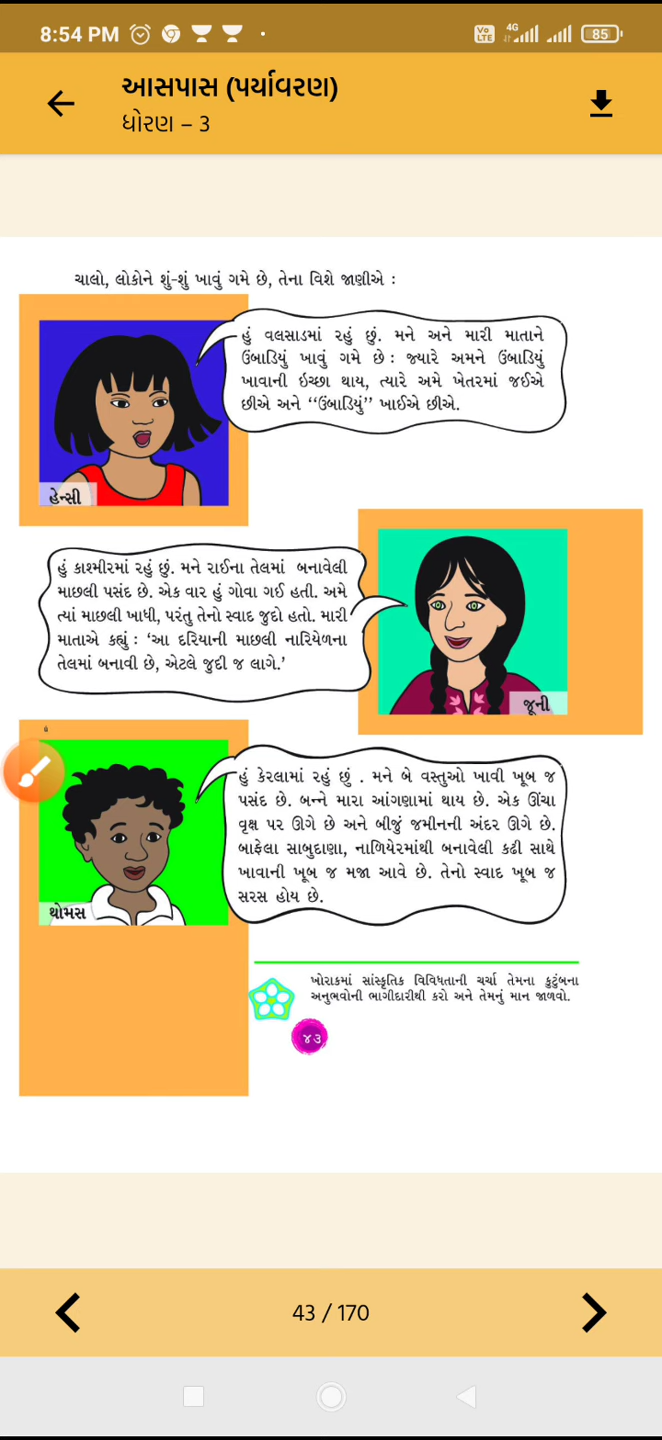 8:54 PM
Vo LTE 4G 85
આસપાસ (પર્યાવરણ)
ધોરણ – 3
ચાલો, લોકોને શું-શું ખાવું ગમે છે, તેના વિશે જાણીએ :
હું વલસાડમાં રહું છું. મને અને મારી માતાને
ઉંબાડિયું ખાવું ગમે છે : જ્યારે અમને ઉંબાડિયું
ખાવાની ઇચ્છા થાય, ત્યારે અમે ખેતરમાં જઈએ
છીએ અને ‘‘ઉંબાડિયું’’ ખાઈએ છીએ.
હેન્સી
હું કાશ્મીરમાં રહું છું. મને રાઈના તેલમાં બનાવેલી
માછલી પસંદ છે. એક વાર હું ગોવા ગઈ હતી. અમે
ત્યાં માછલી ખાધી, પરંતુ તેનો સ્વાદ જુદો હતો. મારી
માતાએ કહ્યું : ‘આ દરિયાની માછલી નારિયેળના
તેલમાં બનાવી છે, એટલે જુદી જ લાગે.’
જૂની
હું કેરલામાં રહું છું . મને બે વસ્તુઓ ખાવી ખૂબ જ
પસંદ છે. બન્ને મારા આંગણામાં થાય છે. એક ઊંચા
વૃક્ષ પર ઊગે છે અને બીજું જમીનની અંદર ઊગે છે.
બાફેલા સાબુદાણા, નાળિયેરમાંથી બનાવેલી કઢી સાથે
ખાવાની ખૂબ જ મજા આવે છે. તેનો સ્વાદ ખૂબ જ
સરસ હોય છે.
થોમસ
ખોરાકમાં સાંસ્કૃતિક વિવિધતાની ચર્ચા તેમના કુટુંબના
અનુભવોની ભાગીદારીથી કરો અને તેમનું માન જાળવો.
૪૩
43 / 170